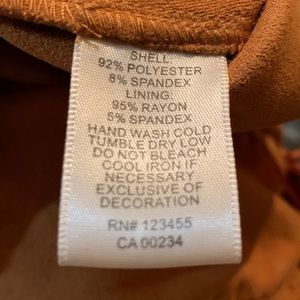 SHELL:
92% POLYESTER
8% SPANDEX
LINING:
95% RAYON
5% SPANDEX
HAND WASH COLD
TUMBLE DRY LOW
DO NOT BLEACH
COOL IRON IF
NECESSARY
EXCLUSIVE OF
DECORATION
RN# 123455
CA 00234